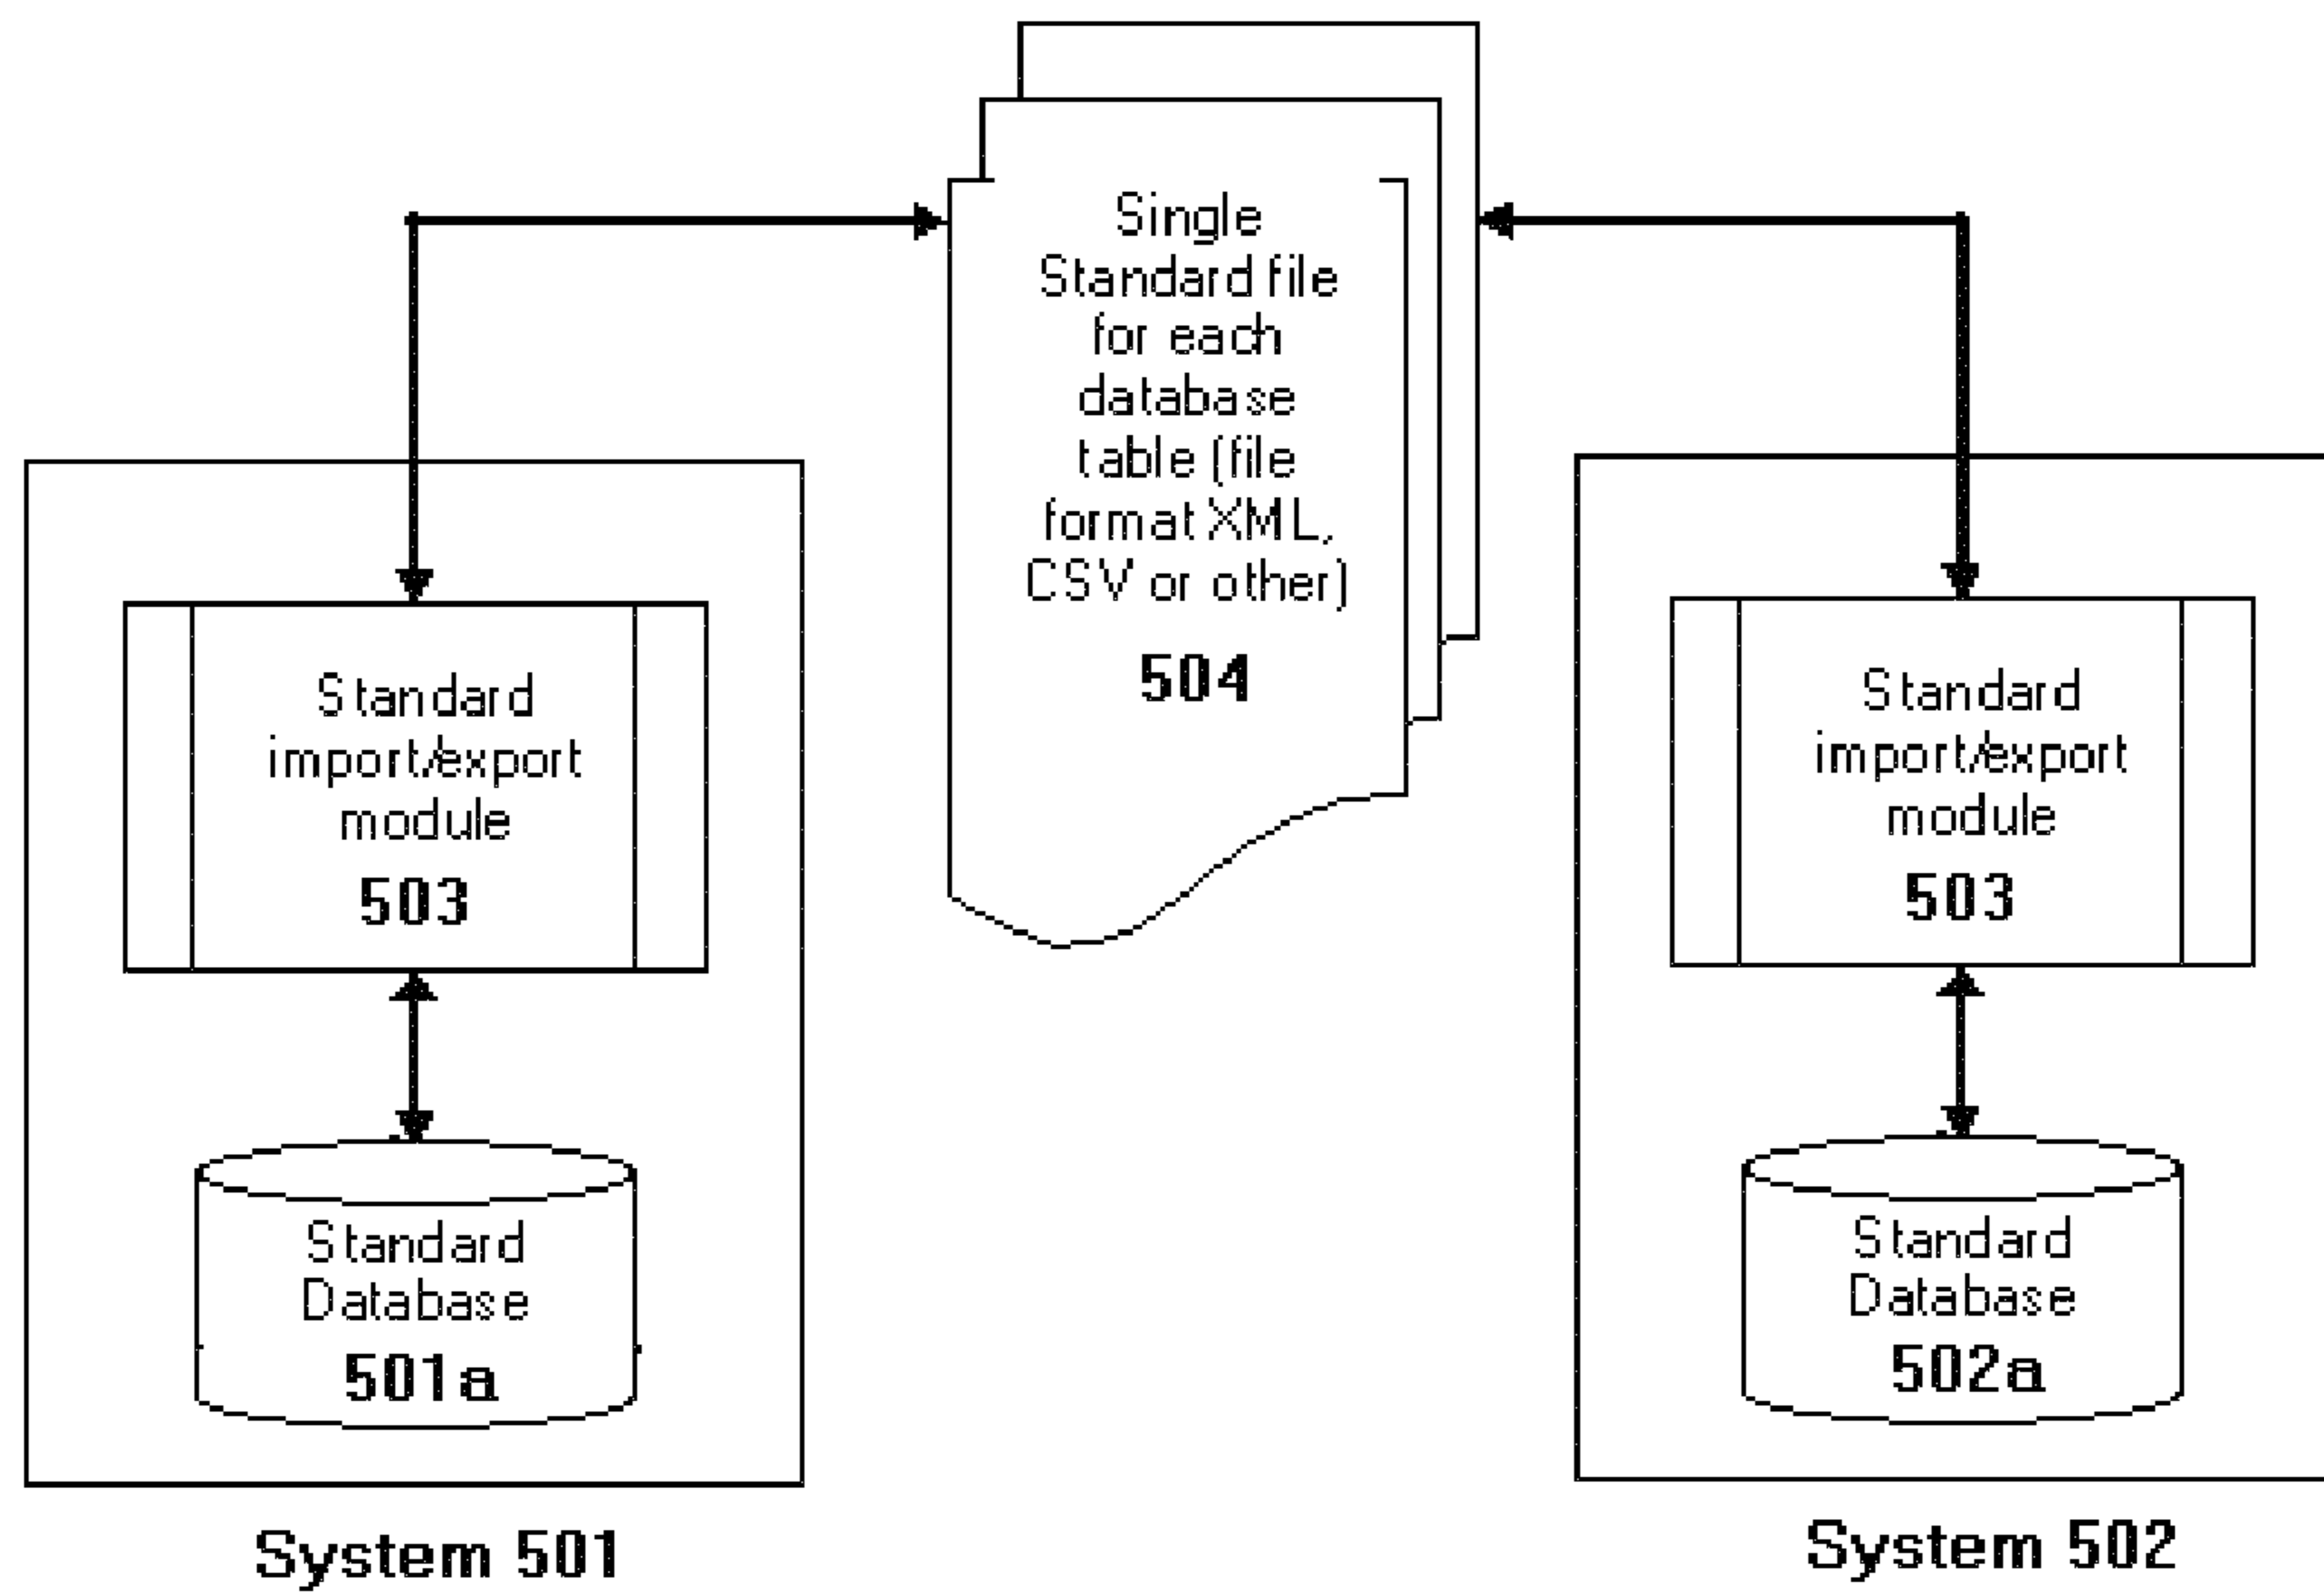 Single
Standard file
for each
database
table (file
format XML,
CSV or other)
504
Standard
import/export
module
503
Standard
Database
501a
System 501
Standard
import/export
module
503
Standard
Database
502a
System 502